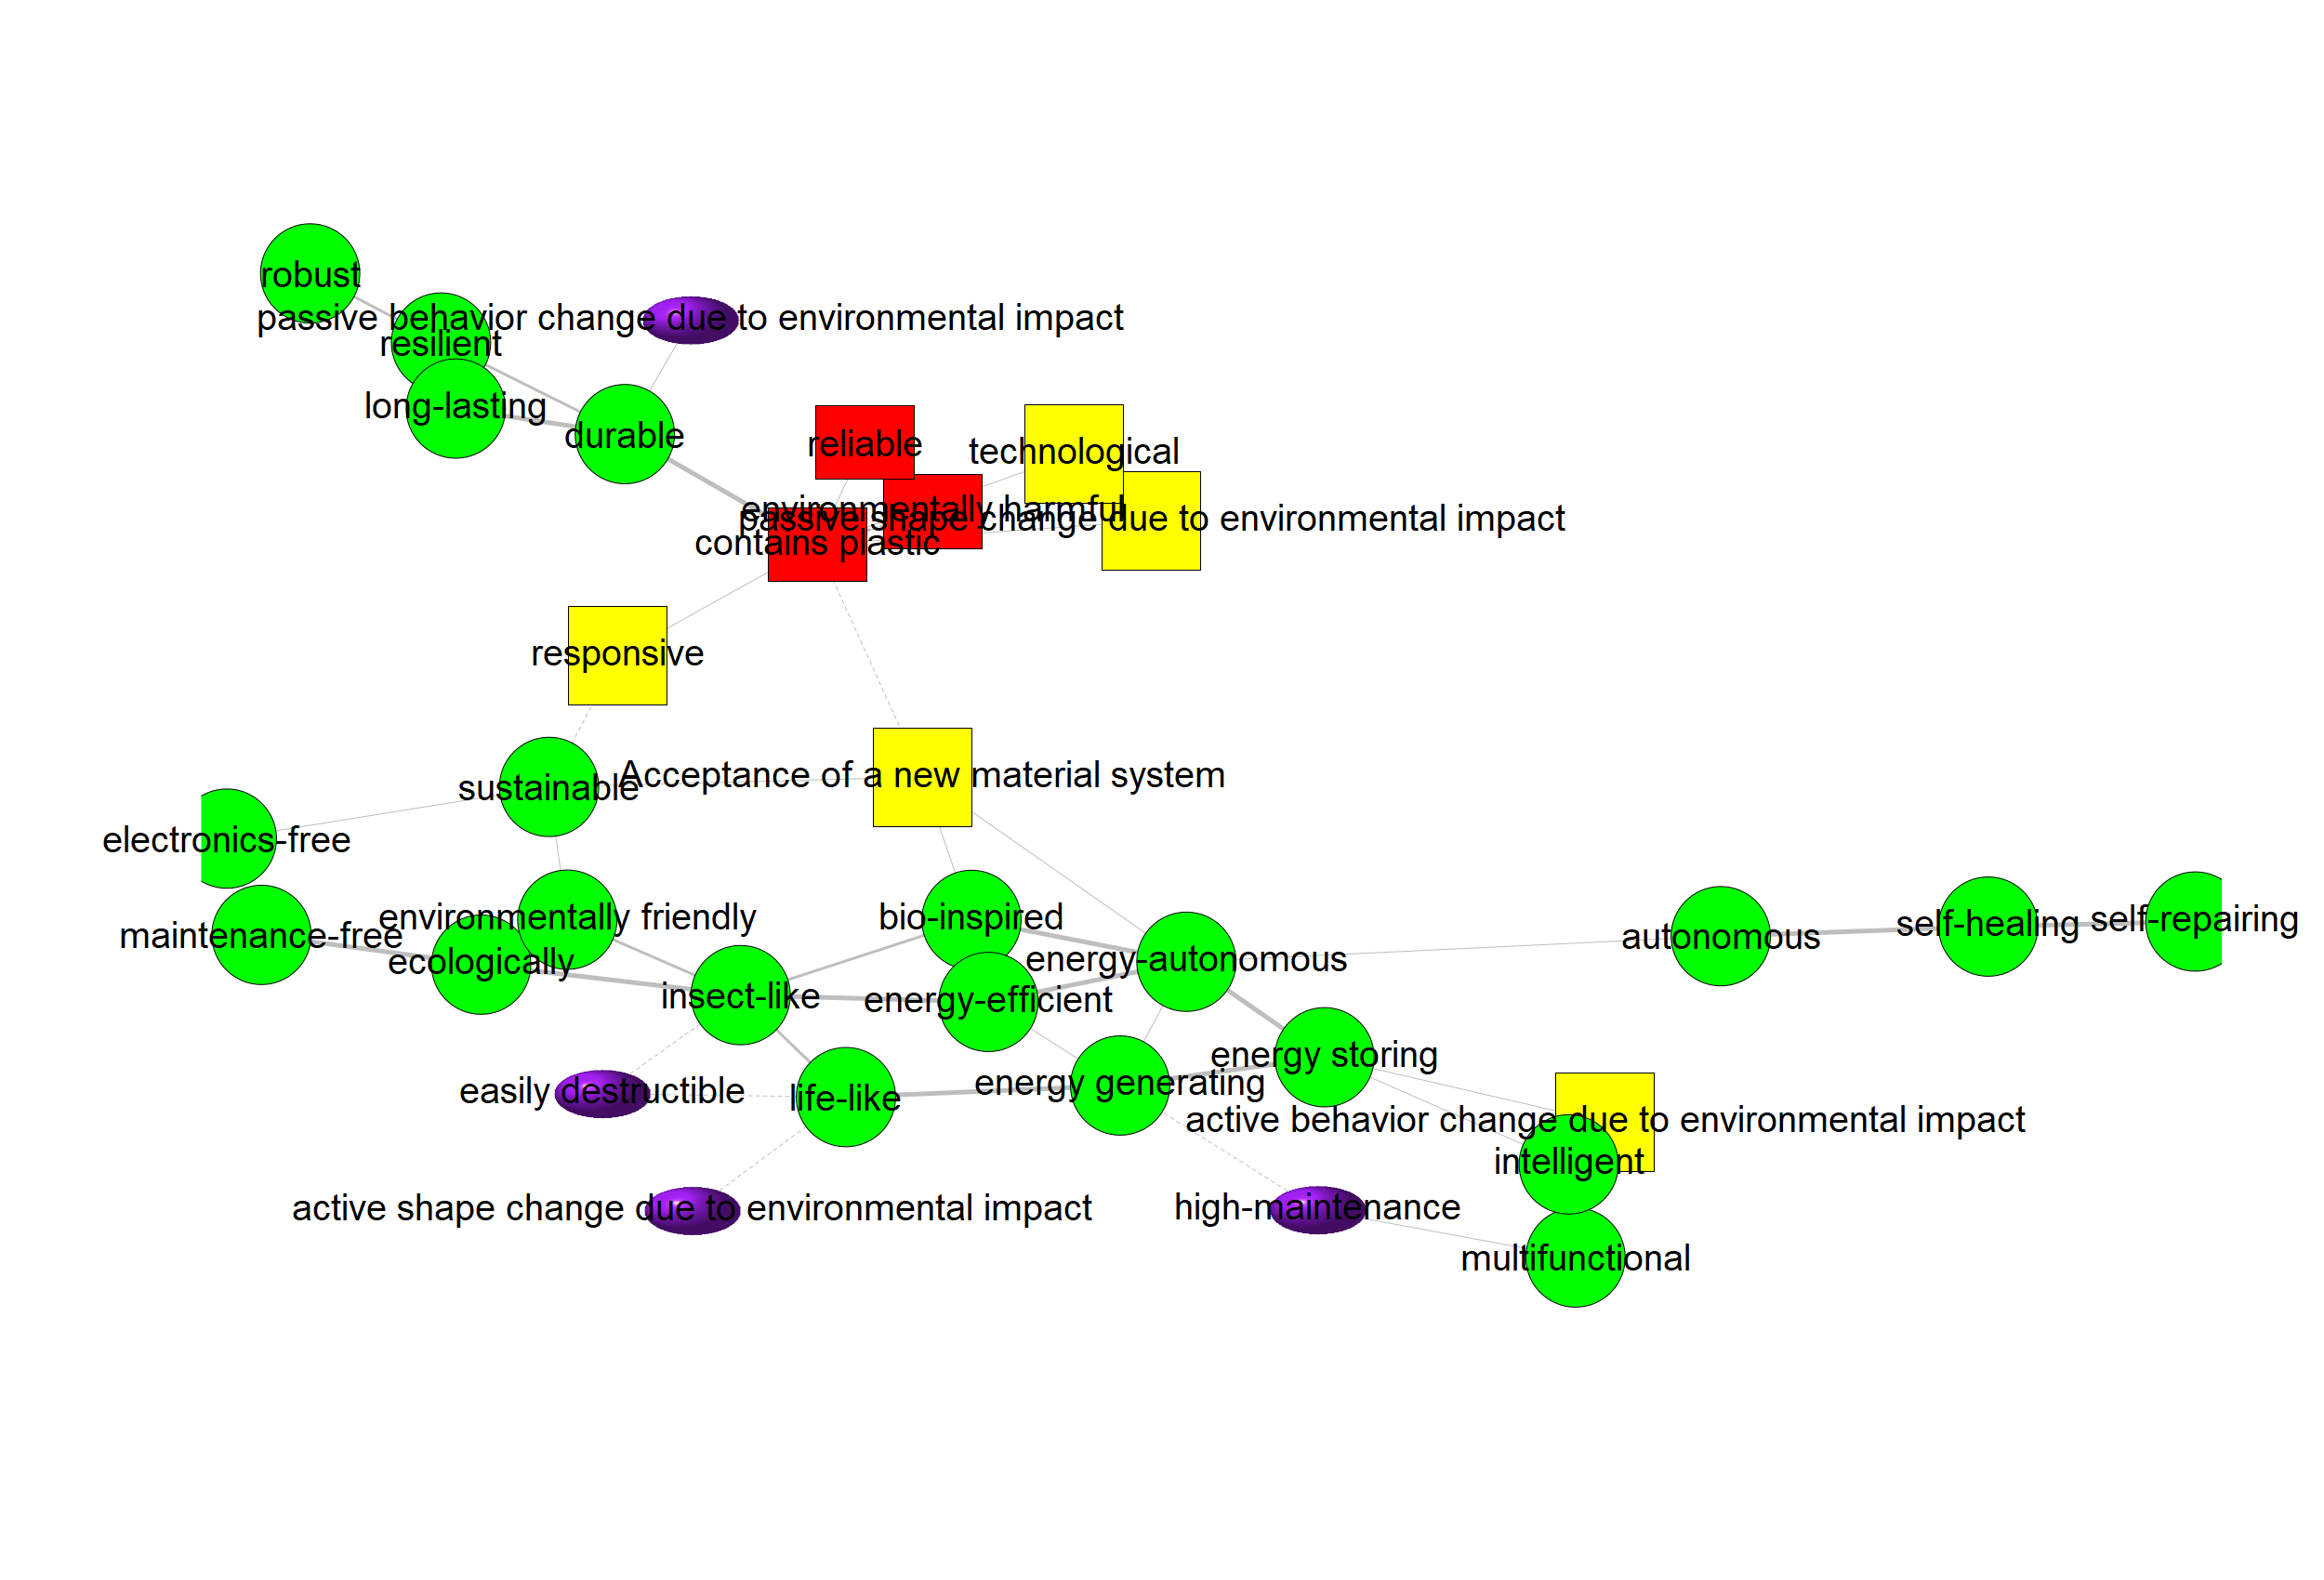 robust
passive behavior change due to environmental impact
resilient
long-lasting
durable
reliable
technological
environmentally harmful
passive shape change due to environmental impact
contains plastic
responsive
Acceptance of a new material system
sustainable
electronics-free
environmentally friendly
bio-inspired
self-healing
self-repairing
maintenance-free
autonomous
ecologically
energy-autonomous
insect-like
energy-efficient
energy storing
energy generating
easily destructible
life-like
active behavior change due to environmental impact
intelligent
active shape change due to environmental impact
high-maintenance
multifunctional